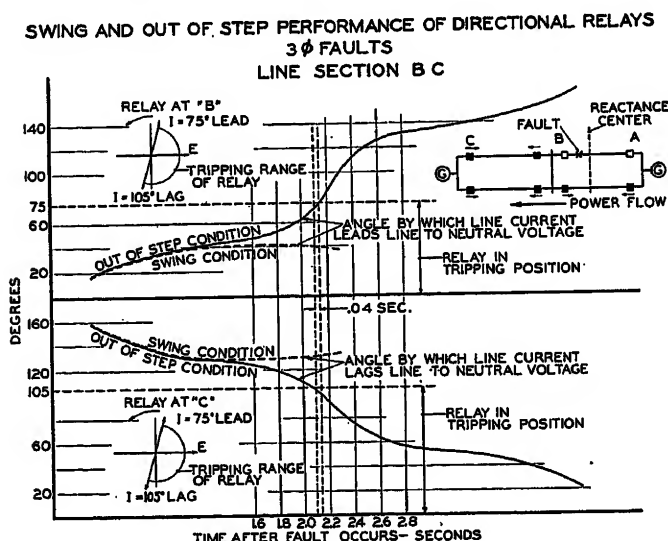 SWING AND OUT OF STEP PERFORMANCE OF DIRECTIONAL RELAYS
3Ø FAULTS
LINE SECTION B C
RELAY AT "B"
I = 75° LEAD
E
TRIPPING RANGE
OF RELAY
I = 105° LAG
140
100
75
60
20
DEGREES
OUT OF STEP CONDITION
SWING CONDITION
ANGLE BY WHICH LINE CURRENT
LEADS LINE TO NEUTRAL VOLTAGE
RELAY IN
TRIPPING POSITION
REACTANCE
CENTER
FAULT
C
B
A
G
G
POWER FLOW
.04 SEC.
160
120
105
60
20
SWING CONDITION
OUT OF STEP CONDITION
ANGLE BY WHICH LINE CURRENT
LAGS LINE TO NEUTRAL VOLTAGE
RELAY IN
TRIPPING POSITION
RELAY AT "C"
I = 75° LEAD
E
TRIPPING RANGE
OF RELAY
I = 105° LAG
1.6 1.8 2.0 2.2 2.4 2.6 2.8
TIME AFTER FAULT OCCURS - SECONDS